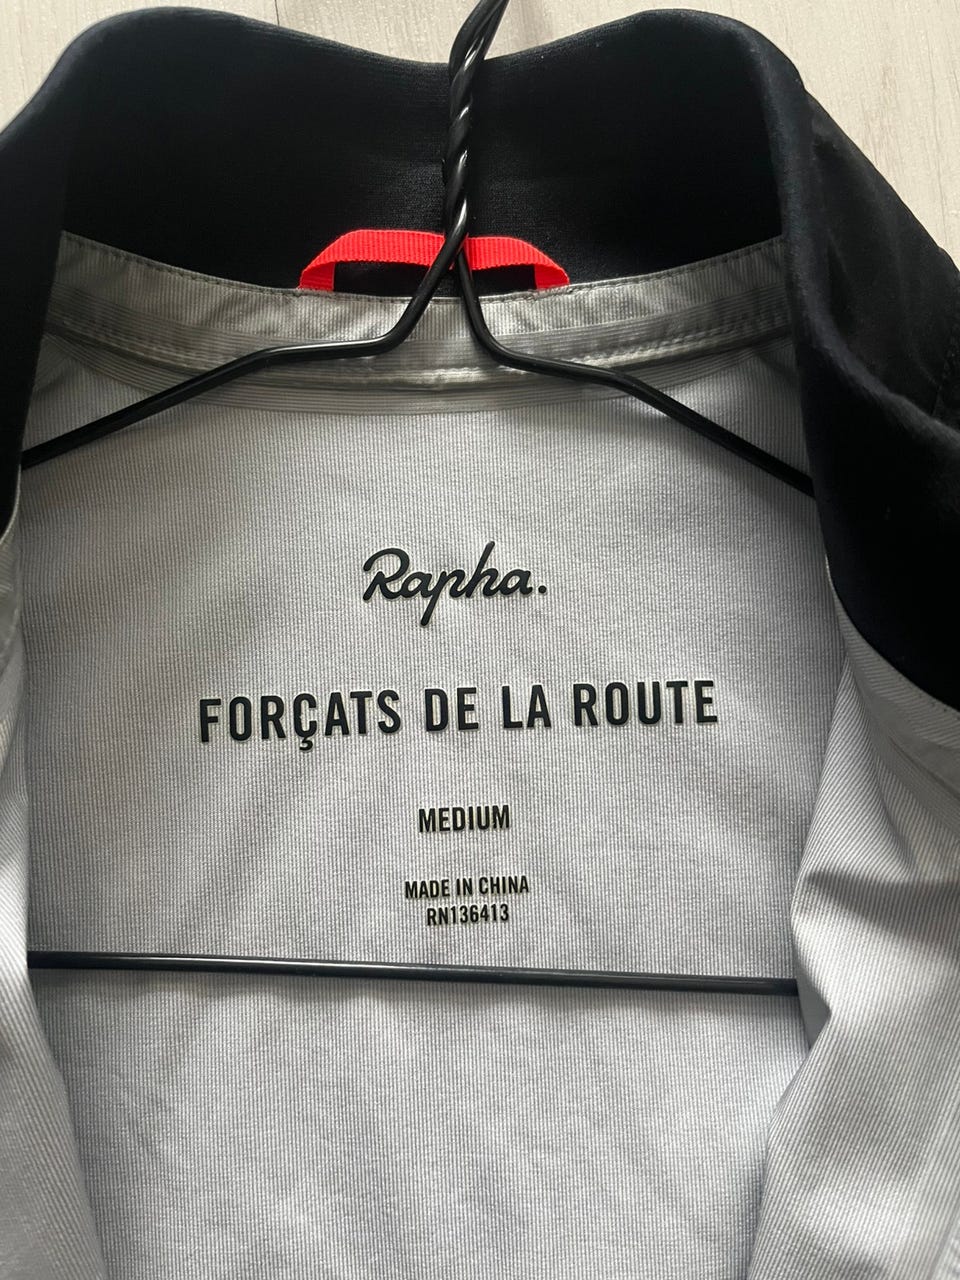 Rapha.
FORÇATS DE LA ROUTE
MEDIUM
MADE IN CHINA
RN136413